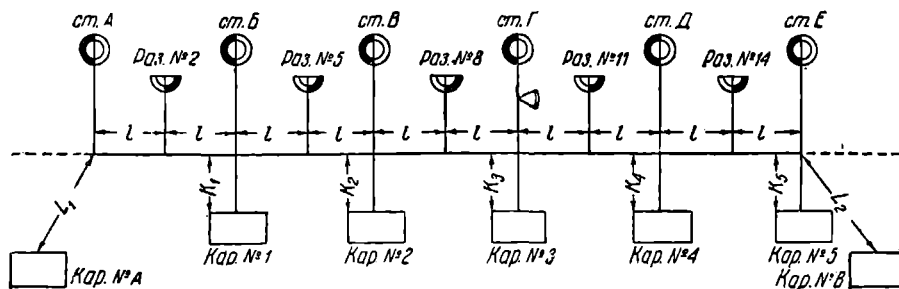 ст. А ст. Б ст. В ст. Г ст. Д ст. Е
Раз. №2 Раз. №5 Раз. №8 Раз. №11 Раз. №14
l l l l l l l l l l
L₁ K₁ K₂ K₃ K₄ K₅ L₂
Кар. №А Кар. №1 Кар. №2 Кар. №3 Кар. №4 Кар. №5
Кар. №В